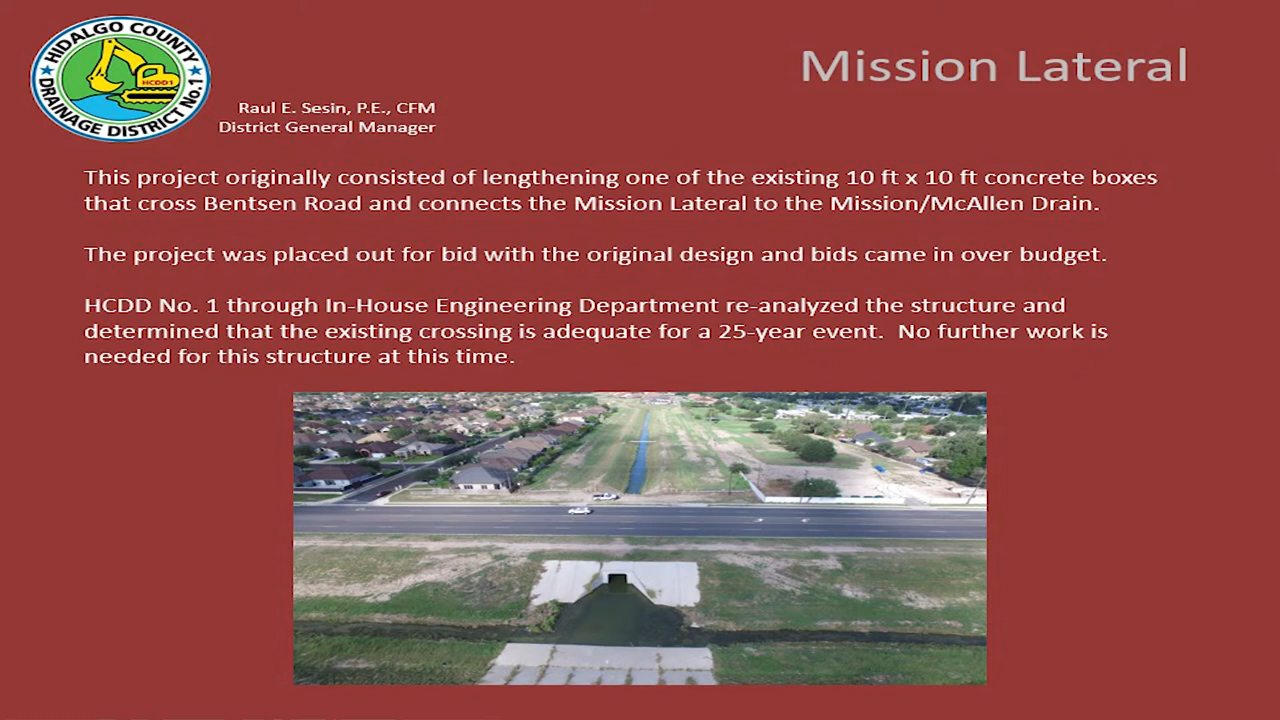 HIDALGO COUNTY
HCDD1
DRAINAGE DISTRICT No. 1
Mission Lateral
Raul E. Sesin, P.E., CFM
District General Manager
This project originally consisted of lengthening one of the existing 10 ft x 10 ft concrete boxes
that cross Bentsen Road and connects the Mission Lateral to the Mission/McAllen Drain.
The project was placed out for bid with the original design and bids came in over budget.
HCDD No. 1 through In-House Engineering Department re-analyzed the structure and
determined that the existing crossing is adequate for a 25-year event.  No further work is
needed for this structure at this time.